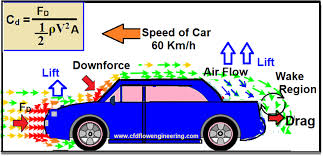 Cd = FD / 1/2 ρV²A
Speed of Car
60 Km/h
Lift
Downforce
Air Flow
Lift
Wake
Region
FD
Drag
www.cfdflowengineering.com